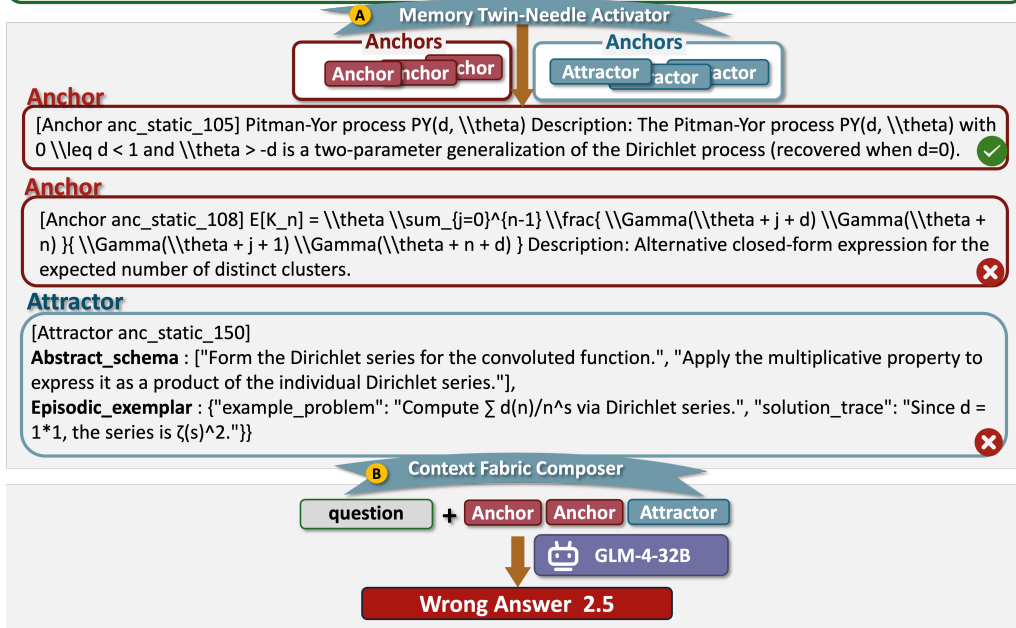 A Memory Twin-Needle Activator
Anchors Anchors
Anchor nchor chor Attractor ractor actor
Anchor
[Anchor anc_static_105] Pitman-Yor process PY(d, \\theta) Description: The Pitman-Yor process PY(d, \\theta) with
0 \\leq d < 1 and \\theta > -d is a two-parameter generalization of the Dirichlet process (recovered when d=0).
Anchor
[Anchor anc_static_108] E[K_n] = \\theta \\sum_{j=0}^{n-1} \\frac{ \\Gamma(\\theta + j + d) \\Gamma(\\theta +
n) }{ \\Gamma(\\theta + j + 1) \\Gamma(\\theta + n + d) } Description: Alternative closed-form expression for the
expected number of distinct clusters.
Attractor
[Attractor anc_static_150]
Abstract_schema : ["Form the Dirichlet series for the convoluted function.", "Apply the multiplicative property to
express it as a product of the individual Dirichlet series."],
Episodic_exemplar : {"example_problem": "Compute ∑ d(n)/n^s via Dirichlet series.", "solution_trace": "Since d =
1*1, the series is ζ(s)^2."}}
B Context Fabric Composer
question + Anchor Anchor Attractor
GLM-4-32B
Wrong Answer 2.5